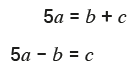 5a = b + c
5a − b = c